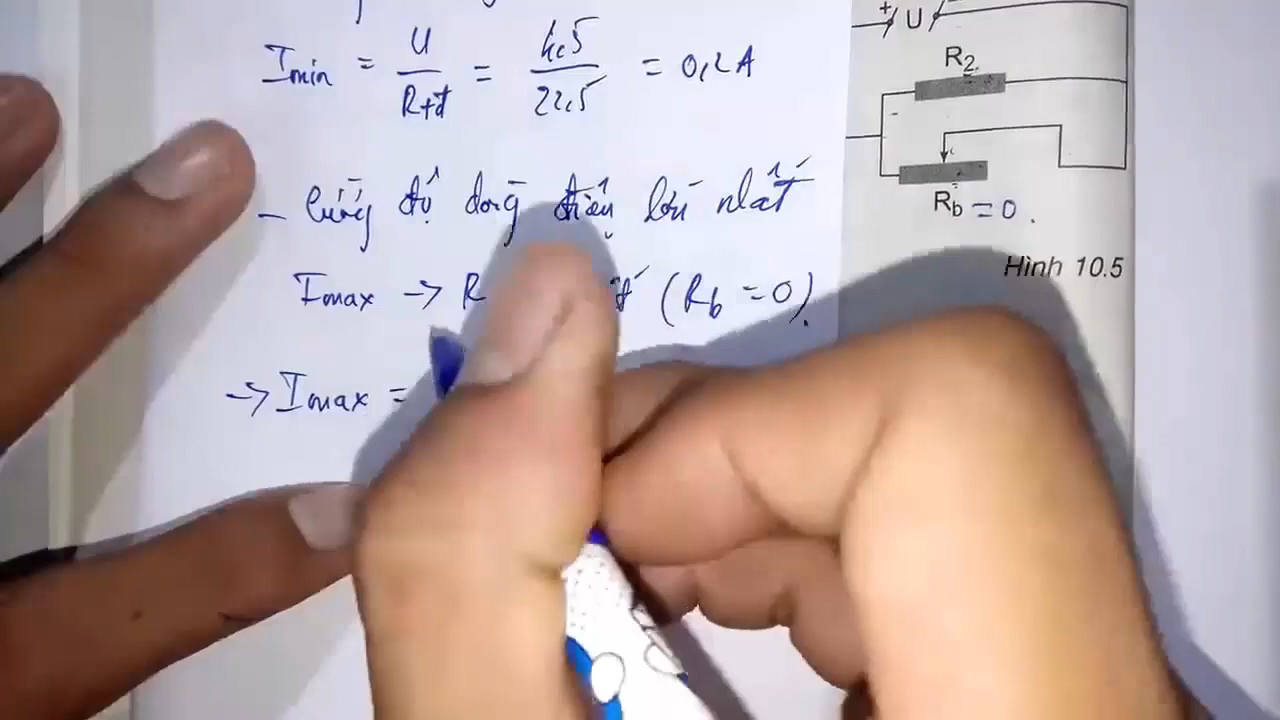 Imin = U / Rtđ = 4,5 / 22,5 = 0,2A
- Cường độ dòng điện lớn nhất
Imax -> R (Rb = 0).
-> Imax =
+ U
R2
Rb = 0.
Hình 10.5